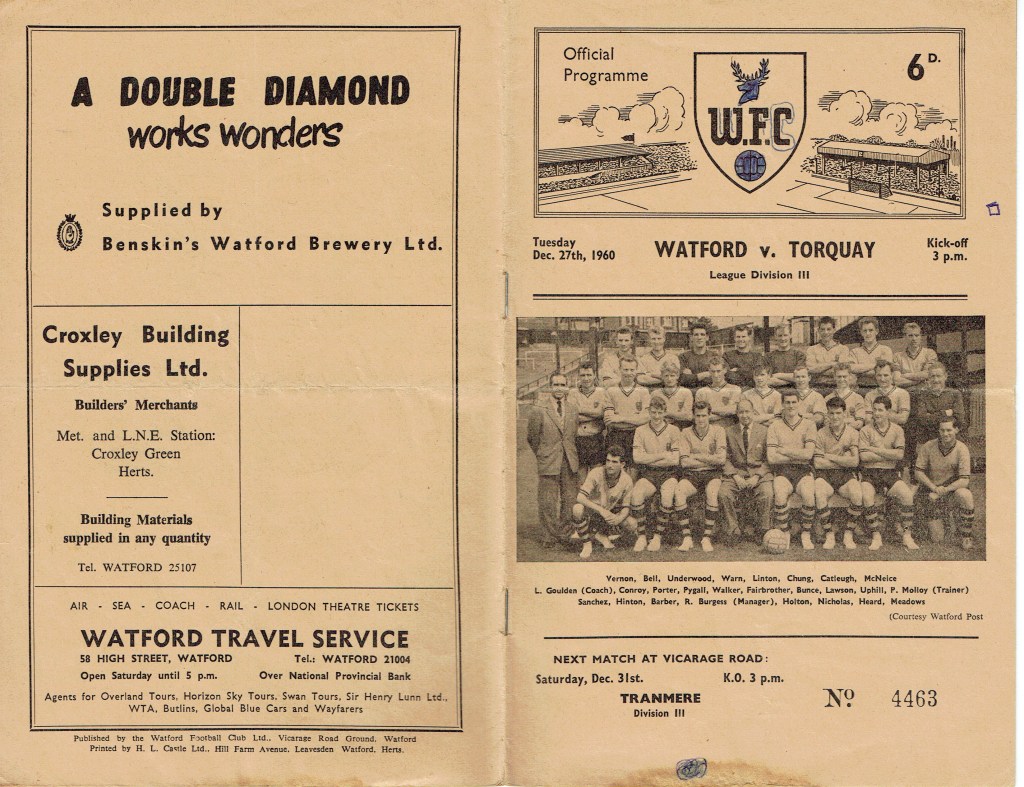 A DOUBLE DIAMOND
works wonders
Supplied by
Benskin's Watford Brewery Ltd.
Croxley Building
Supplies Ltd.
Builders' Merchants
Met. and L.N.E. Station:
Croxley Green
Herts.
Building Materials
supplied in any quantity
Tel. WATFORD 25107
AIR - SEA - COACH - RAIL - LONDON THEATRE TICKETS
WATFORD TRAVEL SERVICE
58 HIGH STREET, WATFORD Tel.: WATFORD 21004
Open Saturday until 5 p.m. Over National Provincial Bank
Agents for Overland Tours, Horizon Sky Tours, Swan Tours, Sir Henry Lunn Ltd.,
WTA, Butlins, Global Blue Cars and Wayfarers
Published by the Watford Football Club Ltd., Vicarage Road Ground, Watford
Printed by H. L. Castle Ltd., Hill Farm Avenue, Leavesden Watford, Herts.
Official
Programme
6D.
W.F.C
Tuesday
Dec. 27th, 1960
WATFORD v. TORQUAY
League Division III
Kick-off
3 p.m.
Vernon, Bell, Underwood, Warn, Linton, Chung, Catleugh, McNeice
L. Goulden (Coach), Conroy, Porter, Pygall, Walker, Fairbrother, Bunce, Lawson, Uphill, P. Molloy (Trainer)
Sanchez, Hinton, Barber, R. Burgess (Manager), Holton, Nicholas, Heard, Meadows
(Courtesy Watford Post
NEXT MATCH AT VICARAGE ROAD:
Saturday, Dec. 31st. K.O. 3 p.m.
TRANMERE
Division III
No. 4463